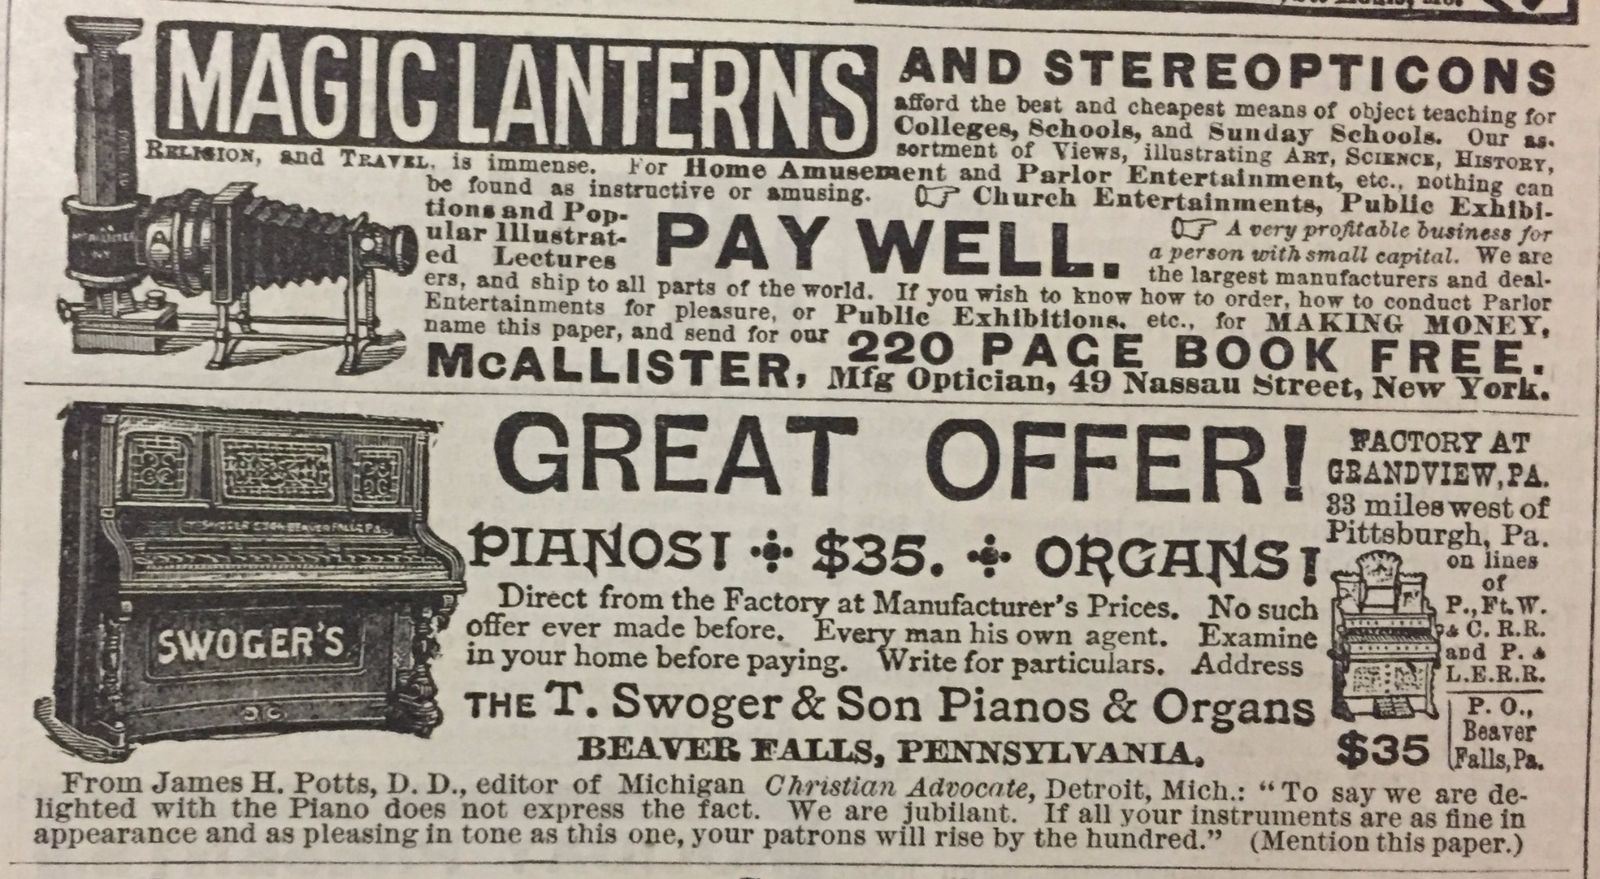 MAGIC LANTERNS AND STEREOPTICONS
afford the best and cheapest means of object teaching for
Colleges, Schools, and Sunday Schools. Our as-
sortment of Views, illustrating ART, SCIENCE, HISTORY,
RELIGION, and TRAVEL, is immense. For Home Amusement and Parlor Entertainment, etc., nothing can
be found as instructive or amusing. ☞ Church Entertainments, Public Exhibi-
tions and Pop-
ular Illustrat-
ed Lectures
PAY WELL.
☞ A very profitable business for
a person with small capital. We are
the largest manufacturers and deal-
ers, and ship to all parts of the world. If you wish to know how to order, how to conduct Parlor
Entertainments for pleasure, or Public Exhibitions, etc., for MAKING MONEY,
name this paper, and send for our 220 PAGE BOOK FREE.
MCALLISTER, Mfg Optician, 49 Nassau Street, New York.
GREAT OFFER!
PIANOS! $35. ORGANS!
Direct from the Factory at Manufacturer's Prices. No such
offer ever made before. Every man his own agent. Examine
in your home before paying. Write for particulars. Address
THE T. Swoger & Son Pianos & Organs
BEAVER FALLS, PENNSYLVANIA.
SWOGER'S
FACTORY AT
GRANDVIEW, PA.
33 miles west of
Pittsburgh, Pa.
on lines
of
P., Ft. W.
& C. R.R.
and P. &
L.E.R.R.
P. O.,
Beaver
Falls, Pa.
$35
From James H. Potts, D. D., editor of Michigan Christian Advocate, Detroit, Mich.: "To say we are de-
lighted with the Piano does not express the fact. We are jubilant. If all your instruments are as fine in
appearance and as pleasing in tone as this one, your patrons will rise by the hundred." (Mention this paper.)